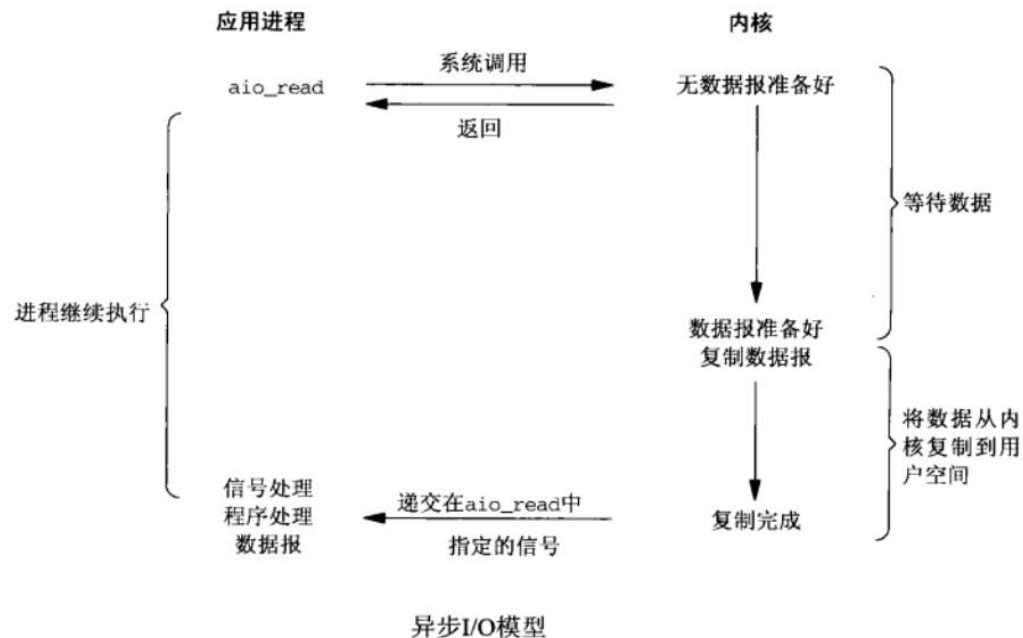 应用进程
内核
系统调用
aio_read
无数据报准备好
返回
等待数据
进程继续执行
数据报准备好
复制数据报
将数据从内
核复制到用
户空间
信号处理
程序处理
数据报
递交在aio_read中
指定的信号
复制完成
异步I/O模型